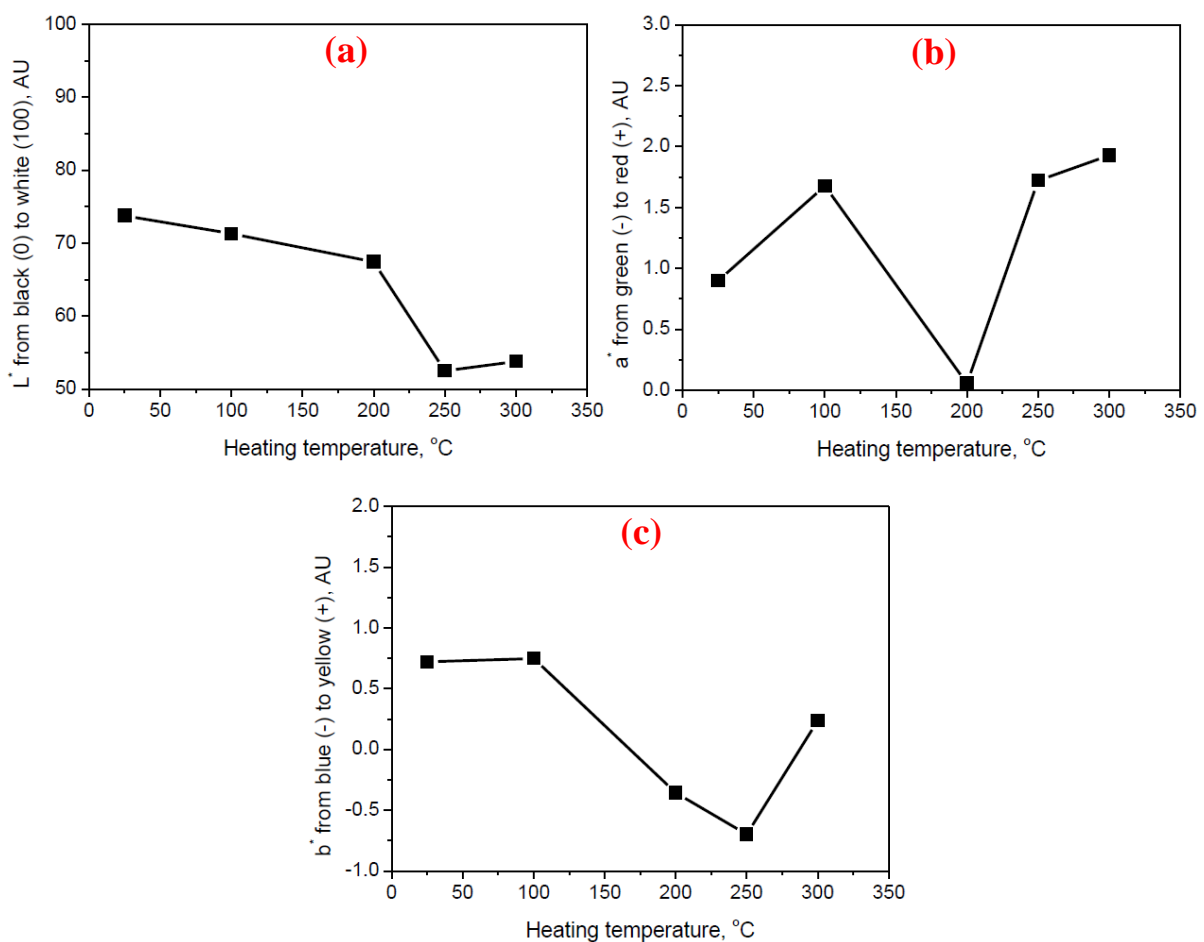 (a)
L* from black (0) to white (100), AU
100
90
80
70
60
50
0 50 100 150 200 250 300 350
Heating temperature, °C
(b)
a* from green (-) to red (+), AU
3.0
2.5
2.0
1.5
1.0
0.5
0.0
0 50 100 150 200 250 300 350
Heating temperature, °C
(c)
b* from blue (-) to yellow (+), AU
2.0
1.5
1.0
0.5
0.0
-0.5
-1.0
0 50 100 150 200 250 300 350
Heating temperature, °C